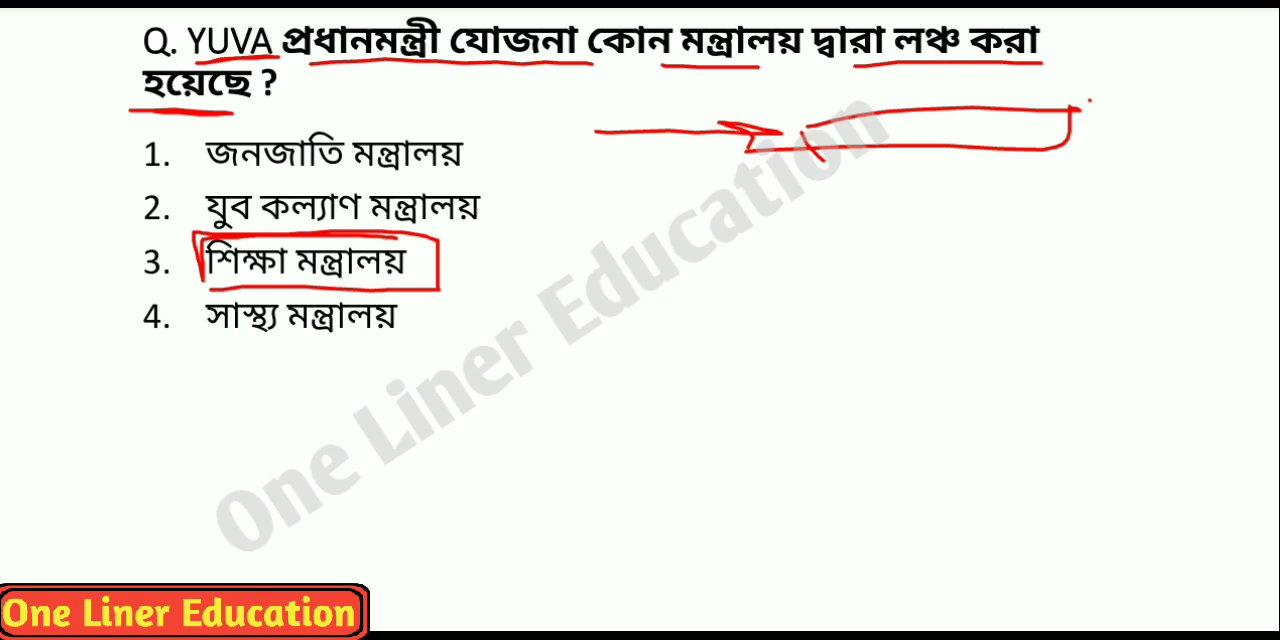 Q. YUVA প্রধানমন্ত্রী যোজনা কোন মন্ত্রালয় দ্বারা লঞ্চ করা
হয়েছে ?
1. জনজাতি মন্ত্রালয়
2. যুব কল্যাণ মন্ত্রালয়
3. শিক্ষা মন্ত্রালয়
4. সাস্থ্য মন্ত্রালয়
One Liner Education
One Liner Education